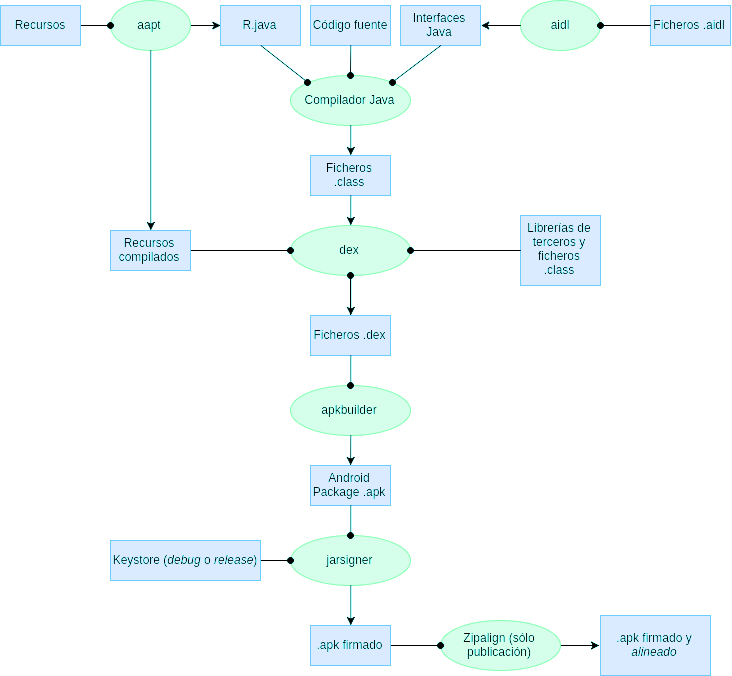 Recursos
aapt
R.java
Código fuente
Interfaces
Java
aidl
Ficheros .aidl
Compilador Java
Ficheros
.class
Recursos
compilados
dex
Librerías de
terceros y
ficheros
.class
Ficheros .dex
apkbuilder
Android
Package .apk
Keystore (debug o release)
jarsigner
.apk firmado
Zipalign (sólo
publicación)
.apk firmado y
alineado